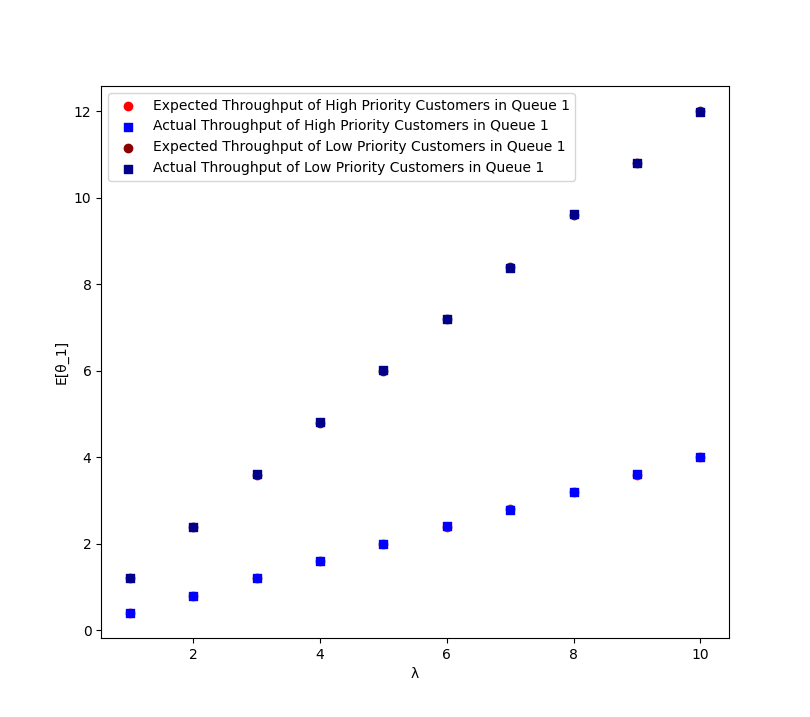 Expected Throughput of High Priority Customers in Queue 1
Actual Throughput of High Priority Customers in Queue 1
Expected Throughput of Low Priority Customers in Queue 1
Actual Throughput of Low Priority Customers in Queue 1
12
10
8
6
4
2
0
E[θ_1]
2
4
6
8
10
λ